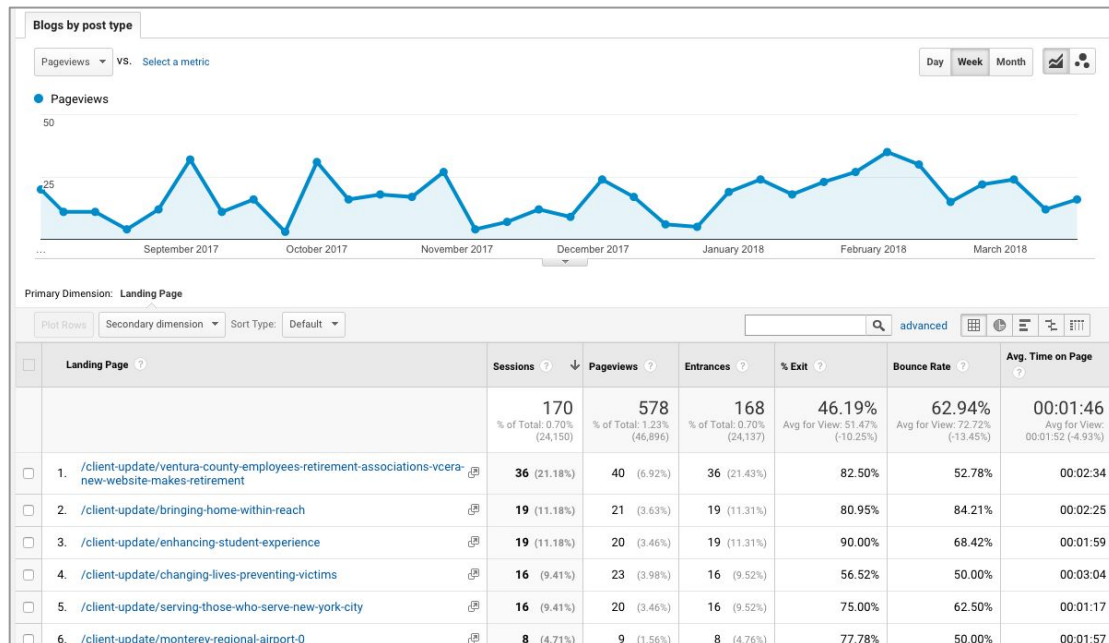 Blogs by post type
Pageviews VS. Select a metric Day Week Month
Pageviews
50
25
... September 2017 October 2017 November 2017 December 2017 January 2018 February 2018 March 2018
Primary Dimension: Landing Page
Plot Rows Secondary dimension Sort Type: Default advanced
Landing Page ? Sessions ? Pageviews ? Entrances ? % Exit ? Bounce Rate ? Avg. Time on Page
?
170 578 168 46.19% 62.94% 00:01:46
% of Total: 0.70% % of Total: 1.23% % of Total: 0.70% Avg for View: 51.47% Avg for View: 72.72% Avg for View:
(24,150) (46,896) (24,137) (-10.25%) (-13.45%) 00:01:52 (-4.93%)
1. /client-update/ventura-county-employees-retirement-associations-vcera-
new-website-makes-retirement 36 (21.18%) 40 (6.92%) 36 (21.43%) 82.50% 52.78% 00:02:34
2. /client-update/bringing-home-within-reach 19 (11.18%) 21 (3.63%) 19 (11.31%) 80.95% 84.21% 00:02:25
3. /client-update/enhancing-student-experience 19 (11.18%) 20 (3.46%) 19 (11.31%) 90.00% 68.42% 00:01:59
4. /client-update/changing-lives-preventing-victims 16 (9.41%) 23 (3.98%) 16 (9.52%) 56.52% 50.00% 00:03:04
5. /client-update/serving-those-who-serve-new-york-city 16 (9.41%) 20 (3.46%) 16 (9.52%) 75.00% 62.50% 00:01:17
6. /client-update/monterey-regional-airport-0 8 (4.71%) 9 (1.56%) 8 (4.76%) 77.78% 50.00% 00:01:57